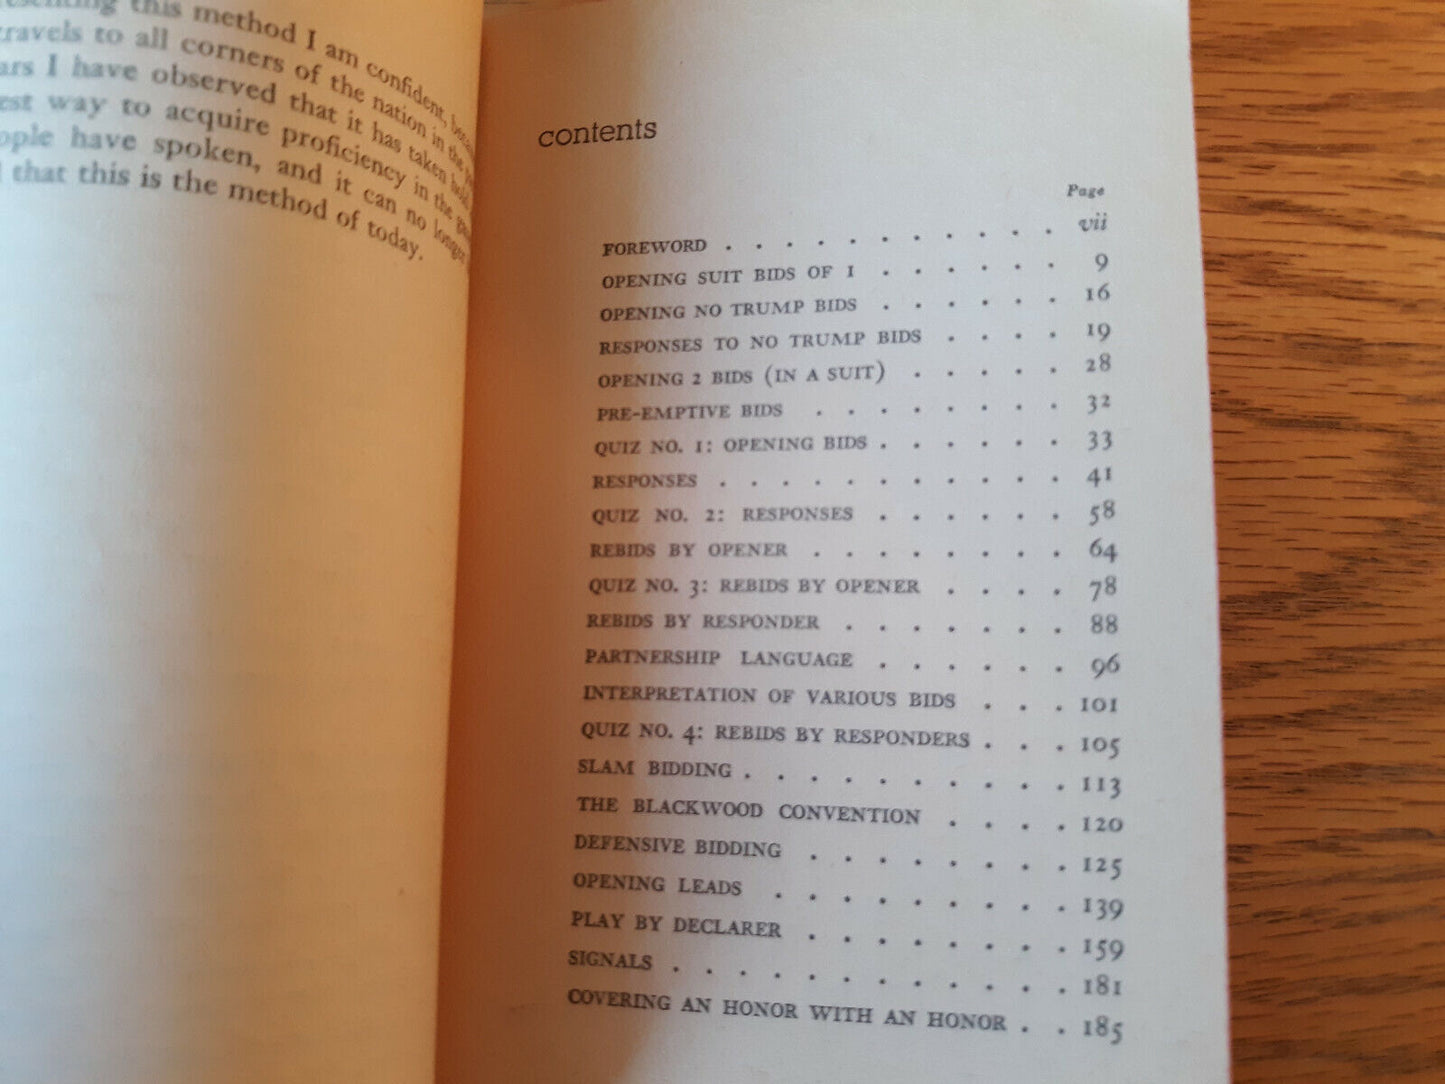 this method I am confident,
travels to all corners of the nation in the
I have observed that it has taken hold
way to acquire proficiency in the
have spoken, and it can no longer
that this is the method of today.
contents
Page
FOREWORD . . . . . . . . . . . vii
OPENING SUIT BIDS OF 1 . . . . . . 9
OPENING NO TRUMP BIDS . . . . . . 16
RESPONSES TO NO TRUMP BIDS . . . . 19
OPENING 2 BIDS (IN A SUIT) . . . . . 28
PRE-EMPTIVE BIDS . . . . . . . . 32
QUIZ NO. 1: OPENING BIDS . . . . . . 33
RESPONSES . . . . . . . . . . . 41
QUIZ NO. 2: RESPONSES . . . . . . 58
REBIDS BY OPENER . . . . . . . . 64
QUIZ NO. 3: REBIDS BY OPENER . . . . 78
REBIDS BY RESPONDER . . . . . . . 88
PARTNERSHIP LANGUAGE . . . . . . 96
INTERPRETATION OF VARIOUS BIDS . . . 101
QUIZ NO. 4: REBIDS BY RESPONDERS . . . 105
SLAM BIDDING . . . . . . . . . . 113
THE BLACKWOOD CONVENTION . . . . 120
DEFENSIVE BIDDING . . . . . . . . 125
OPENING LEADS . . . . . . . . . 139
PLAY BY DECLARER . . . . . . . . 159
SIGNALS . . . . . . . . . . . . 181
COVERING AN HONOR WITH AN HONOR . . 185